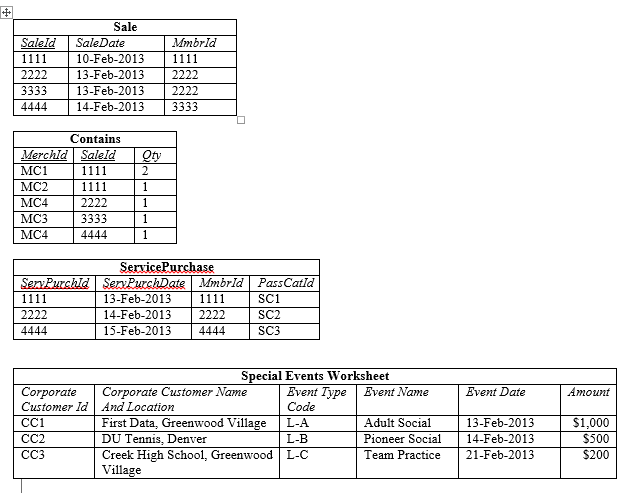 Sale
SaleId SaleDate MmbrId
1111 10-Feb-2013 1111
2222 13-Feb-2013 2222
3333 13-Feb-2013 2222
4444 14-Feb-2013 3333
Contains
MerchId SaleId Qty
MC1 1111 2
MC2 1111 1
MC4 2222 1
MC3 3333 1
MC4 4444 1
ServicePurchase
ServPurchId ServPurchDate MmbrId PassCatId
1111 13-Feb-2013 1111 SC1
2222 14-Feb-2013 2222 SC2
4444 15-Feb-2013 4444 SC3
Special Events Worksheet
Corporate Corporate Customer Name Event Type Event Name Event Date Amount
Customer Id And Location Code
CC1 First Data, Greenwood Village L-A Adult Social 13-Feb-2013 $1,000
CC2 DU Tennis, Denver L-B Pioneer Social 14-Feb-2013 $500
CC3 Creek High School, Greenwood L-C Team Practice 21-Feb-2013 $200
Village